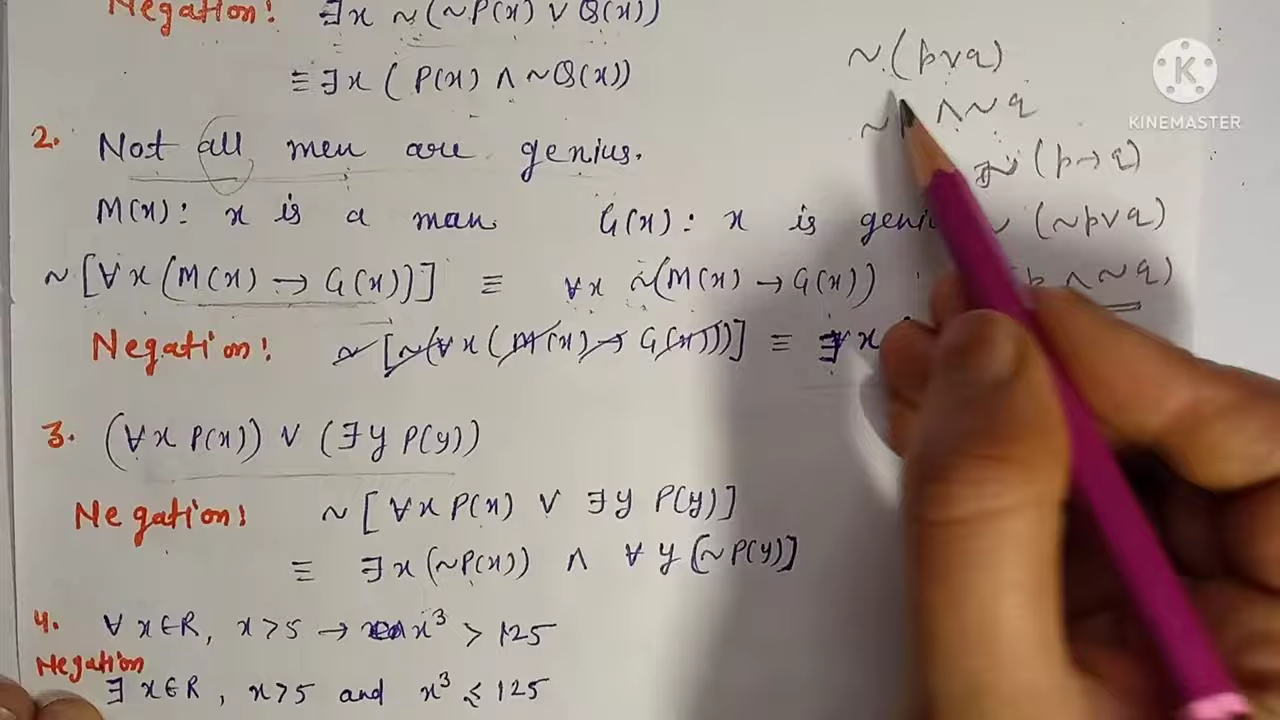 Negation: ∃x ~(~P(x) ∨ Q(x))
≡ ∃x (P(x) ∧ ~Q(x))
~(p∨q)
~p ∧ ~q
K
KINEMASTER
2. Not all men are genius.
~(p→q)
M(x): x is a man G(x): x is
~(~p∨q)
~[∀x(M(x) → G(x))] ≡ ∀x ~(M(x) → G(x))
p ∧ ~q)
Negation: ~[~(∀x(M(x) → G(x)))] ≡ ∃x
3. (∀x P(x)) ∨ (∃y P(y))
Negation: ~[∀x P(x) ∨ ∃y P(y)]
≡ ∃x (~P(x)) ∧ ∀y (~P(y)]
4. ∀ x∈R, x>5 → x³ > 125
Negation
∃ x∈R, x>5 and x³ ≤ 125